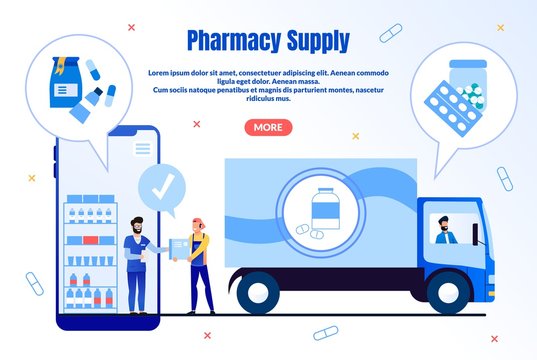 Pharmacy Supply
Lorem ipsum dolor sit amet, consectetuer adipiscing elit. Aenean commodo
ligula eget dolor. Aenean massa.
Cum sociis natoque penatibus et magnis dis parturient montes, nascetur
ridiculus mus.
MORE